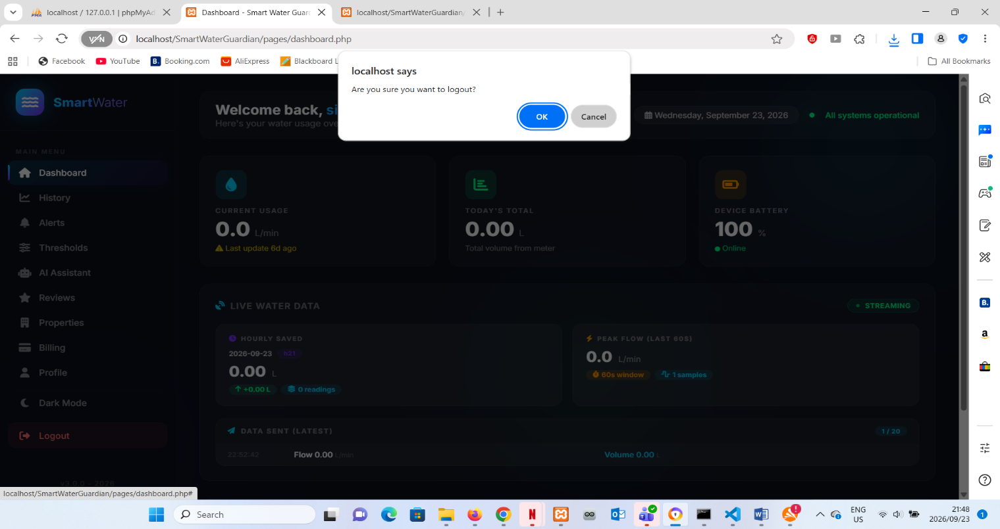 localhost / 127.0.0.1 | phpMyAd
Dashboard - Smart Water Guar
localhost/SmartWaterGuardian/
VPN
localhost/SmartWaterGuardian/pages/dashboard.php
Facebook
YouTube
B.
Booking.com
AliExpress
Blackboard L
All Bookmarks
localhost says
Are you sure you want to logout?
OK
Cancel
SmartWater
Welcome back, si
Here's your water usage ove
Wednesday, September 23, 2026
All systems operational
MAIN MENU
Dashboard
History
Alerts
Thresholds
AI Assistant
Reviews
Properties
Billing
Profile
Dark Mode
Logout
v3.0.0 · 2026
CURRENT USAGE
0.0 L/min
Last update 6d ago
TODAY'S TOTAL
0.00 L
Total volume from meter
DEVICE BATTERY
100 %
Online
LIVE WATER DATA
STREAMING
HOURLY SAVED
2026-09-23 h21
0.00 L
+0.00 L
0 readings
PEAK FLOW (LAST 60S)
0.0 L/min
60s window
1 samples
DATA SENT (LATEST)
1 / 20
22:52:42
Flow 0.00 L/min
Volume 0.00 L
localhost/SmartWaterGuardian/pages/dashboard.php#
B.
a
Search
N
ENG
US
21:48
2026/09/23
1